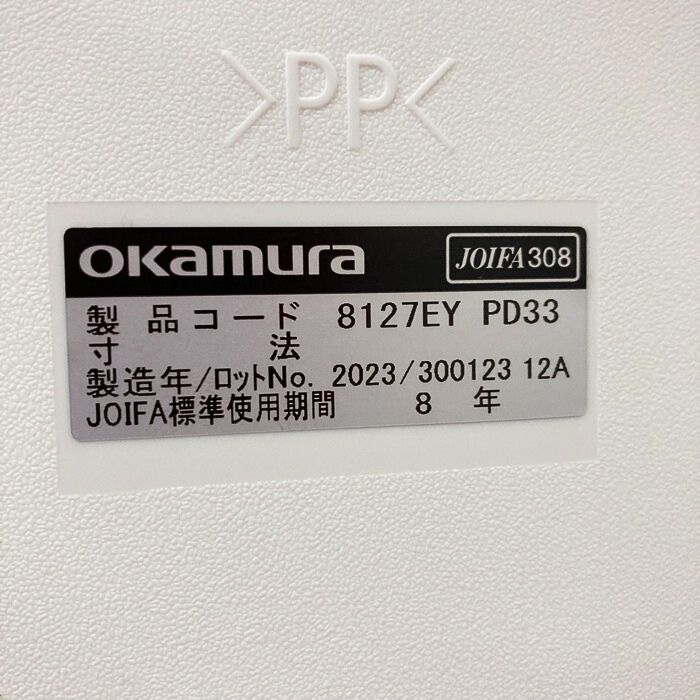 >PP<
OKamura JOIFA308
製品コード 8127EY PD33
寸法
製造年/ロットNo. 2023/300123 12A
JOIFA標準使用期間 8 年